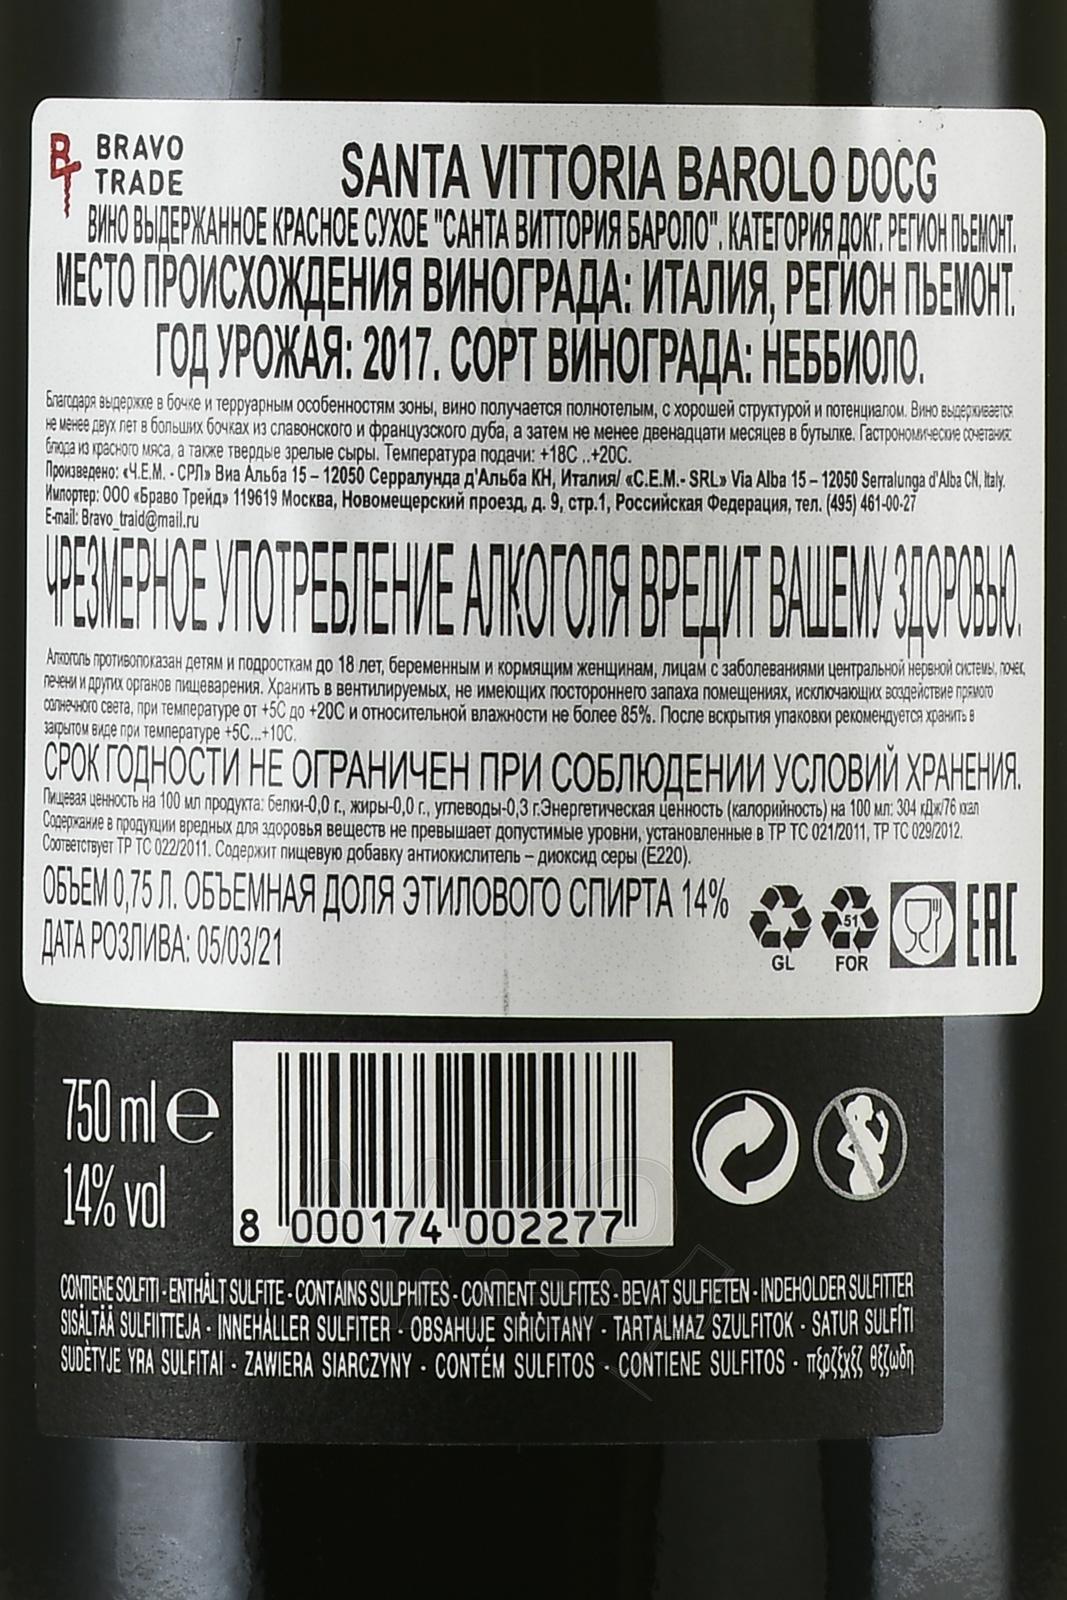 BRAVO TRADE
SANTA VITTORIA BAROLO DOCG
ВИНО ВЫДЕРЖАННОЕ КРАСНОЕ СУХОЕ "САНТА ВИТТОРИЯ БАРОЛО". КАТЕГОРИЯ ДОКГ. РЕГИОН ПЬЕМОНТ.
МЕСТО ПРОИСХОЖДЕНИЯ ВИНОГРАДА: ИТАЛИЯ, РЕГИОН ПЬЕМОНТ.
ГОД УРОЖАЯ: 2017. СОРТ ВИНОГРАДА: НЕББИОЛО.
Благодаря выдержке в бочке и терруарным особенностям зоны, вино получается полнотелым, с хорошей структурой и потенциалом. Вино выдерживается
не менее двух лет в больших бочках из славонского и французского дуба, а затем не менее двенадцати месяцев в бутылке. Гастрономические сочетания:
блюда из красного мяса, а также твердые зрелые сыры. Температура подачи: +18С ..+20С.
Произведено: «Ч.Е.М. - СРЛ» Виа Альба 15 – 12050 Серралунда д'Альба КН, Италия/ «C.E.M.- SRL» Via Alba 15 – 12050 Serralunga d'Alba CN, Italy.
Импортер: ООО «Браво Трейд» 119619 Москва, Новомещерский проезд, д. 9, стр.1, Российская Федерация, тел. (495) 461-00-27
E-mail: Bravo_traid@mail.ru
ЧРЕЗМЕРНОЕ УПОТРЕБЛЕНИЕ АЛКОГОЛЯ ВРЕДИТ ВАШЕМУ ЗДОРОВЬЮ.
Алкоголь противопоказан детям и подросткам до 18 лет, беременным и кормящим женщинам, лицам с заболеваниями центральной нервной системы, почек,
печени и других органов пищеварения. Хранить в вентилируемых, не имеющих постороннего запаха помещениях, исключающих воздействие прямого
солнечного света, при температуре от +5С до +20С и относительной влажности не более 85%. После вскрытия упаковки рекомендуется хранить в
закрытом виде при температуре +5С...+10С.
СРОК ГОДНОСТИ НЕ ОГРАНИЧЕН ПРИ СОБЛЮДЕНИИ УСЛОВИЙ ХРАНЕНИЯ.
Пищевая ценность на 100 мл продукта: белки-0,0 г., жиры-0,0 г., углеводы-0,3 г.Энергетическая ценность (калорийность) на 100 мл: 304 кДж/76 ккал
Содержание в продукции вредных для здоровья веществ не превышает допустимые уровни, установленные в ТР ТС 021/2011, ТР ТС 029/2012.
Соответствует ТР ТС 022/2011. Содержит пищевую добавку антиокислитель – диоксид серы (Е220).
ОБЪЕМ 0,75 Л. ОБЪЕМНАЯ ДОЛЯ ЭТИЛОВОГО СПИРТА 14%
ДАТА РОЗЛИВА: 05/03/21
GL
51
FOR
EAC
750 ml e
14% vol
8 000174 002277
CONTIENE SOLFITI - ENTHÄLT SULFITE - CONTAINS SULPHITES - CONTIENT SULFITES - BEVAT SULFIETEN - INDEHOLDER SULFITTER
SISÄLTÄÄ SULFIITTEJA - INNEHÅLLER SULFITER - OBSAHUJE SIŘIČITANY - TARTALMAZ SZULFITOK - SATUR SULFĪTI
SUDĖTYJE YRA SULFITAI - ZAWIERA SIARCZYNY - CONTÉM SULFITOS - CONTIENE SULFITOS -